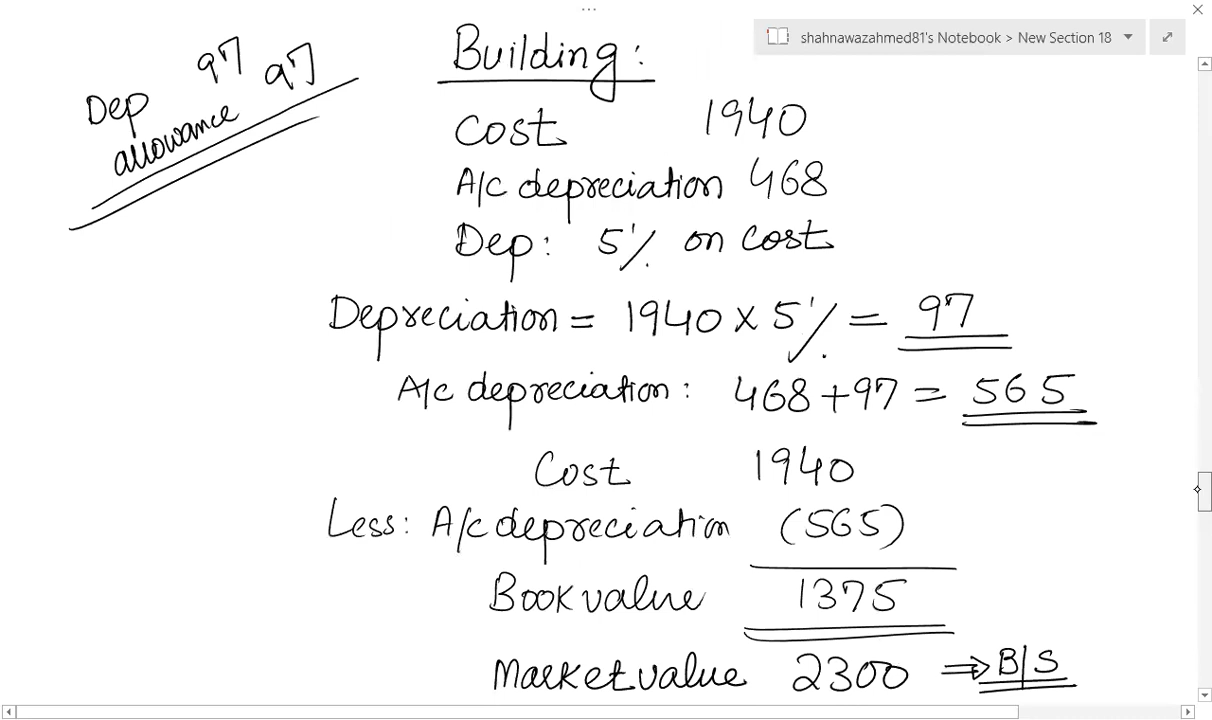 shahnawazahmed81's Notebook > New Section 18
Dep 97 97
allowance
Building:
Cost 1940
A/c depreciation 468
Dep: 5% on cost
Depreciation = 1940 x 5% = 97
A/c depreciation: 468+97 = 565
Cost 1940
Less: A/c depreciation (565)
Book value 1375
Market value 2300 ⇒ B/S